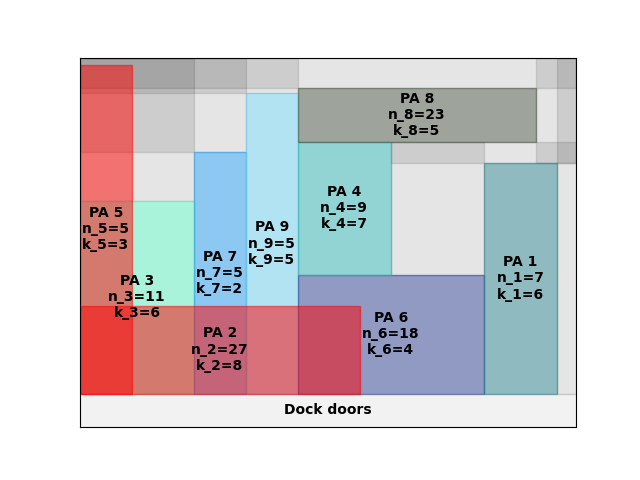 PA 8
n_8=23
k_8=5
PA 4
n_4=9
k_4=7
PA 5
n_5=5
k_5=3
PA 9
n_9=5
k_9=5
PA 7
n_7=5
k_7=2
PA 1
n_1=7
k_1=6
PA 3
n_3=11
k_3=6
PA 6
n_6=18
k_6=4
PA 2
n_2=27
k_2=8
Dock doors